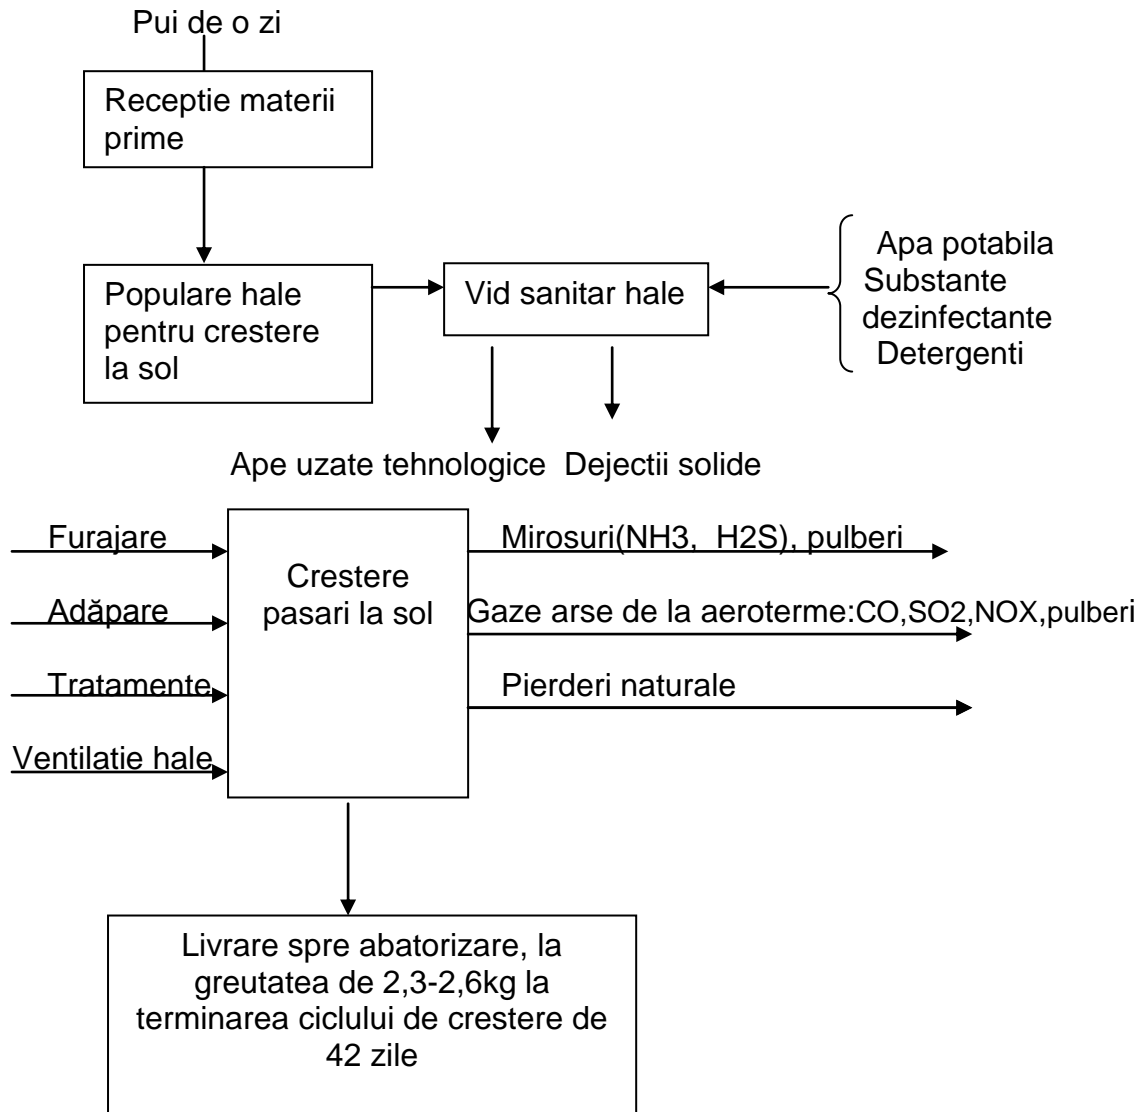 Pui de o zi
Receptie materii
prime
Populare hale
pentru crestere
la sol
Vid sanitar hale
Apa potabila
Substante
dezinfectante
Detergenti
Ape uzate tehnologice  Dejectii solide
Furajare
Adăpare
Tratamente
Ventilatie hale
Crestere
pasari la sol
Mirosuri(NH3,  H2S), pulberi
Gaze arse de la aeroterme:CO,SO2,NOX,pulberi
Pierderi naturale
Livrare spre abatorizare, la
greutatea de 2,3-2,6kg la
terminarea ciclului de crestere de
42 zile